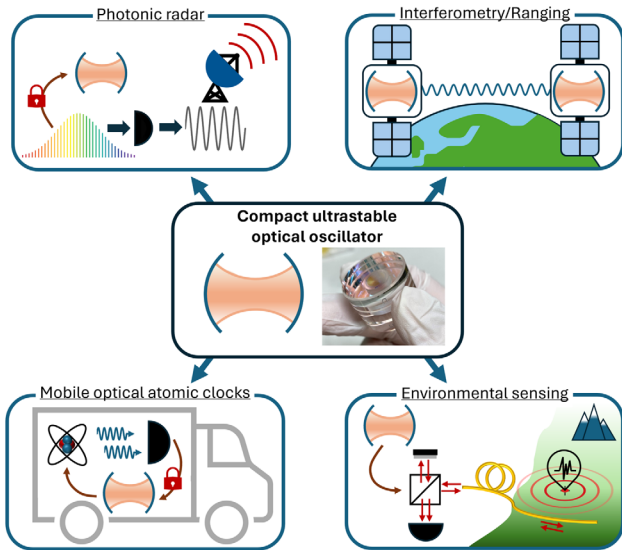 Photonic radar
Interferometry/Ranging
Compact ultrastable
optical oscillator
Mobile optical atomic clocks
Environmental sensing